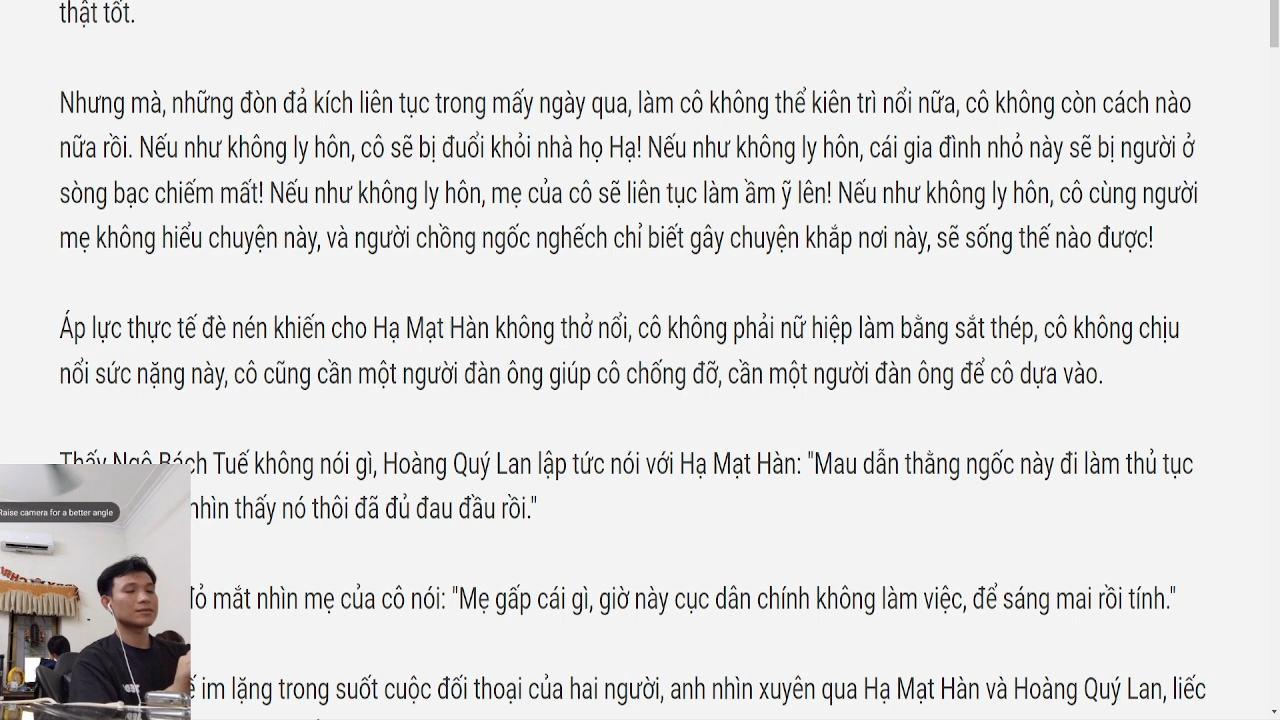 thật tốt.
Nhưng mà, những đòn đả kích liên tục trong mấy ngày qua, làm cô không thể kiên trì nổi nữa, cô không còn cách nào
nữa rồi. Nếu như không ly hôn, cô sẽ bị đuổi khỏi nhà họ Hạ! Nếu như không ly hôn, cái gia đình nhỏ này sẽ bị người ở
sòng bạc chiếm mất! Nếu như không ly hôn, mẹ của cô sẽ liên tục làm ầm ỹ lên! Nếu như không ly hôn, cô cùng người
mẹ không hiểu chuyện này, và người chồng ngốc nghếch chỉ biết gây chuyện khắp nơi này, sẽ sống thế nào được!
Áp lực thực tế đè nén khiến cho Hạ Mạt Hàn không thở nổi, cô không phải nữ hiệp làm bằng sắt thép, cô không chịu
nổi sức nặng này, cô cũng cần một người đàn ông giúp cô chống đỡ, cần một người đàn ông để cô dựa vào.
Thấy Ngô Bách Tuế không nói gì, Hoàng Quý Lan lập tức nói với Hạ Mạt Hàn: "Mau dẫn thằng ngốc này đi làm thủ tục
nhìn thấy nó thôi đã đủ đau đầu rồi."
Raise camera for a better angle
đỏ mắt nhìn mẹ của cô nói: "Mẹ gấp cái gì, giờ này cục dân chính không làm việc, để sáng mai rồi tính."
im lặng trong suốt cuộc đối thoại của hai người, anh nhìn xuyên qua Hạ Mạt Hàn và Hoàng Quý Lan, liếc